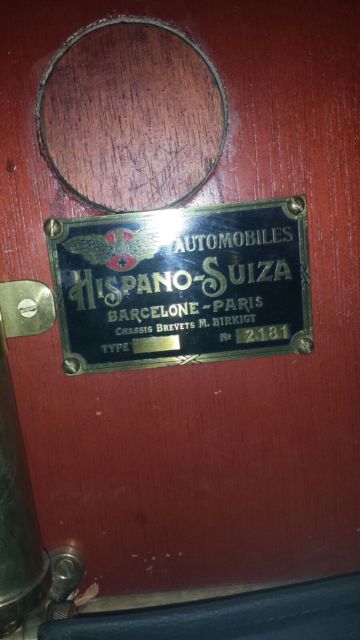 AUTOMOBILES
HISPANO-SUIZA
BARCELONE-PARIS
CHASSIS BREVETS M. BIRKIGT
TYPE No 2181